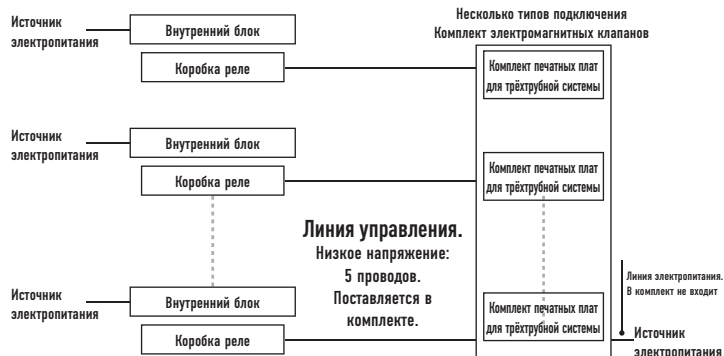 Источник
электропитания
Внутренний блок
Коробка реле
Несколько типов подключения
Комплект электромагнитных клапанов
Комплект печатных плат
для трёхтрубной системы
Источник
электропитания
Внутренний блок
Коробка реле
Комплект печатных плат
для трёхтрубной системы
Линия управления.
Низкое напряжение:
5 проводов.
Поставляется в
комплекте.
Линия электропитания.
В комплект не входит
Источник
электропитания
Внутренний блок
Коробка реле
Комплект печатных плат
для трёхтрубной системы
Источник
электропитания